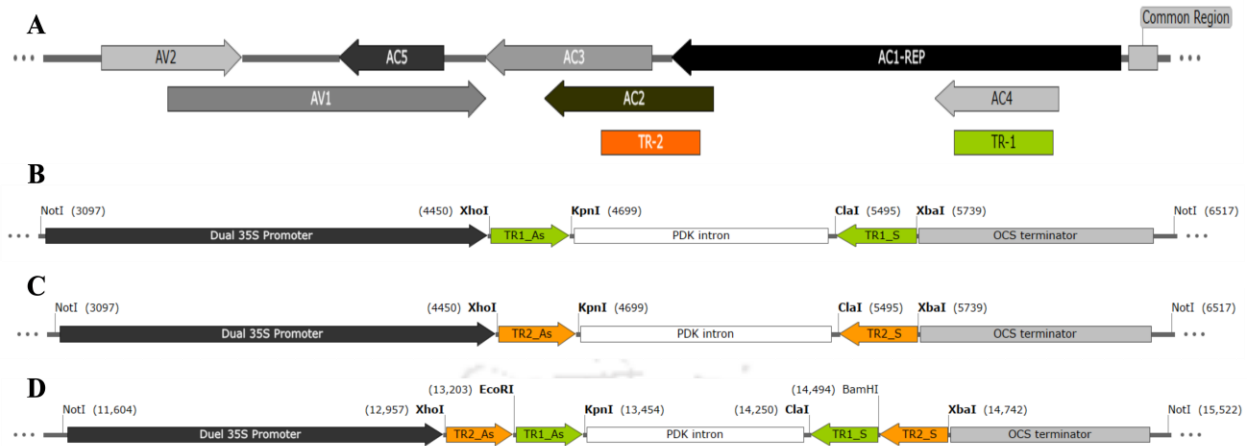 A
Common Region
AV2
AC5
AC3
AC1-REP
AV1
AC2
AC4
TR-2
TR-1
B
NotI (3097)
(4450) XhoI
KpnI (4699)
ClaI (5495)
XbaI (5739)
NotI (6517)
Dual 35S Promoter
TR1_As
PDK intron
TR1_S
OCS terminator
C
NotI (3097)
(4450) XhoI
KpnI (4699)
ClaI (5495)
XbaI (5739)
NotI (6517)
Dual 35S Promoter
TR2_As
PDK intron
TR2_S
OCS terminator
D
(13,203) EcoRI
(14,494) BamHI
NotI (11,604)
(12,957) XhoI
KpnI (13,454)
(14,250) ClaI
XbaI (14,742)
NotI (15,522)
Duel 35S Promoter
TR2_As
TR1_As
PDK intron
TR1_S
TR2_S
OCS terminator